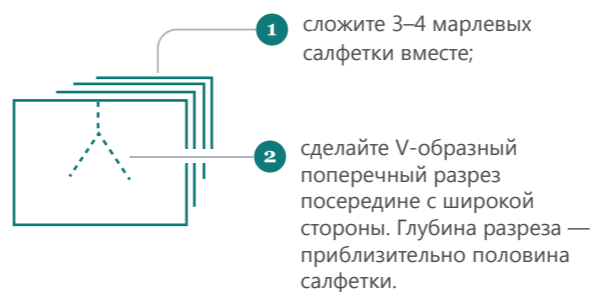 1
сложите 3–4 марлевых
салфетки вместе;
2
сделайте V-образный
поперечный разрез
посередине с широкой
стороны. Глубина разреза —
приблизительно половина
салфетки.